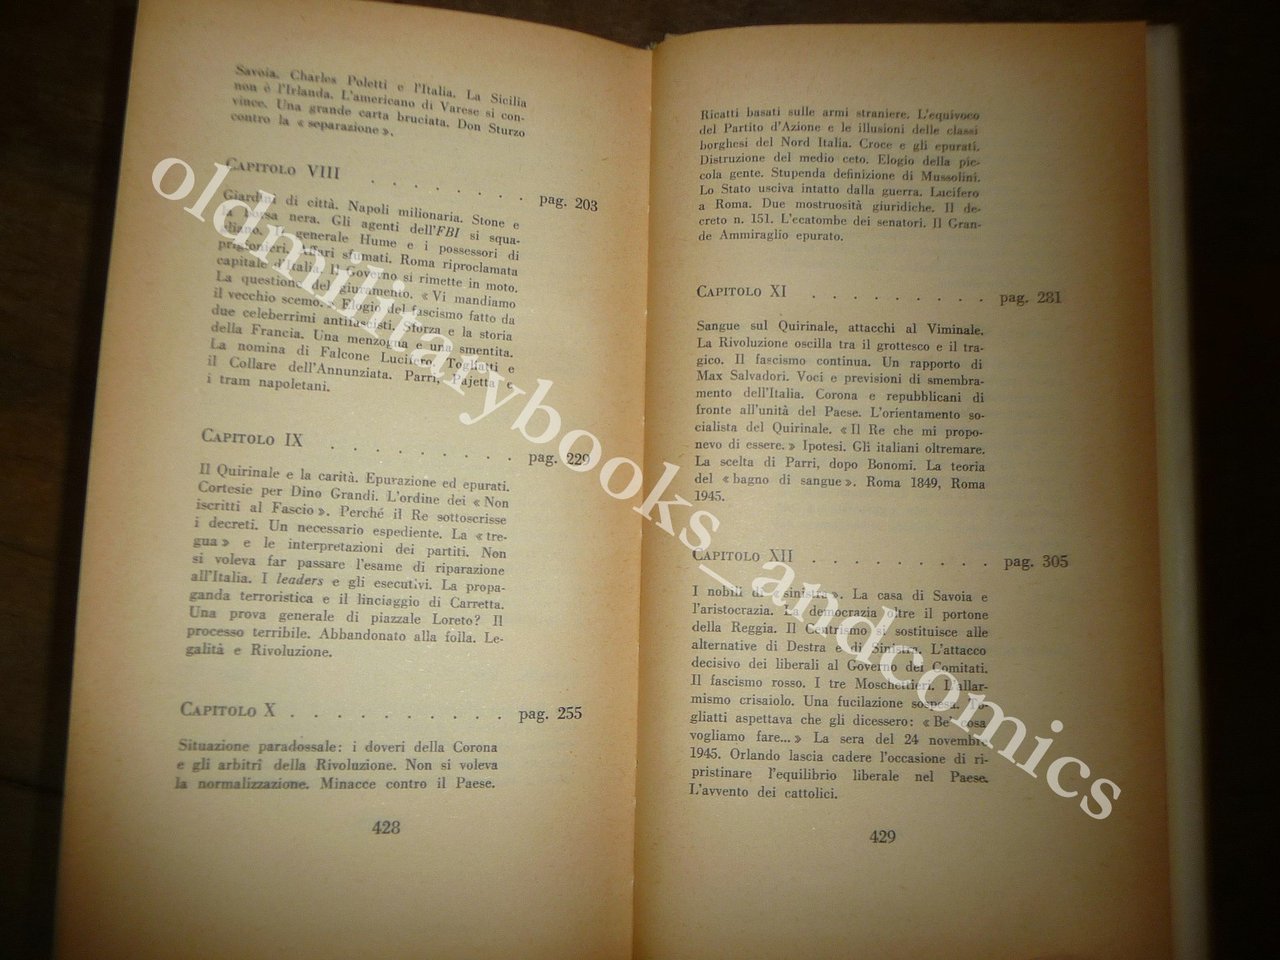 Savoia. Charles Poletti e l'Italia. La Sicilia
non è l'Irlanda. L'americano di Varese si con-
vince. Una grande carta bruciata. Don Sturzo
contro la « separazione ».
CAPITOLO VIII . . . . . . . . pag. 203
Giardini di città. Napoli milionaria. Stone e
la borsa nera. Gli agenti dell'FBI si squa-
gliano. Il generale Hume e i possessori di
prigionieri. Affari sfumati. Roma riproclamata
capitale d'Italia. Il Governo si rimette in moto.
La questione del giuramento. « Vi mandiamo
il vecchio scemo. » Elogio del fascismo fatto da
due celeberrimi antifascisti. Sforza e la storia
della Francia. Una menzogna e una smentita.
La nomina di Falcone Lucifero. Togliatti e
il Collare dell'Annunziata. Parri, Pajetta e
i tram napoletani.
CAPITOLO IX . . . . . . . . . pag. 229
Il Quirinale e la carità. Epurazione ed epurati.
Cortesie per Dino Grandi. L'ordine dei « Non
iscritti al Fascio ». Perché il Re sottoscrisse
i decreti. Un necessario espediente. La « tre-
gua » e le interpretazioni dei partiti. Non
si voleva far passare l'esame di riparazione
all'Italia. I leaders e gli esecutivi. La propa-
ganda terroristica e il linciaggio di Carretta.
Una prova generale di piazzale Loreto? Il
processo terribile. Abbandonato alla folla. Le-
galità e Rivoluzione.
CAPITOLO X . . . . . . . . . . pag. 255
Situazione paradossale: i doveri della Corona
e gli arbitri della Rivoluzione. Non si voleva
la normalizzazione. Minacce contro il Paese.
428
Ricatti basati sulle armi straniere. L'equivoco
del Partito d'Azione e le illusioni delle classi
borghesi del Nord Italia. Croce e gli epurati.
Distruzione del medio ceto. Elogio della pic-
cola gente. Stupenda definizione di Mussolini.
Lo Stato usciva intatto dalla guerra. Lucifero
a Roma. Due mostruosità giuridiche. Il de-
creto n. 151. L'ecatombe dei senatori. Il Gran-
de Ammiraglio epurato.
CAPITOLO XI . . . . . . . . . pag. 281
Sangue sul Quirinale, attacchi al Viminale.
La Rivoluzione oscilla tra il grottesco e il tra-
gico. Il fascismo continua. Un rapporto di
Max Salvadori. Voci e previsioni di smembra-
mento dell'Italia. Corona e repubblicani di
fronte all'unità del Paese. L'orientamento so-
cialista del Quirinale. « Il Re che mi propo-
nevo di essere. » Ipotesi. Gli italiani oltremare.
La scelta di Parri, dopo Bonomi. La teoria
del « bagno di sangue ». Roma 1849, Roma
1945.
CAPITOLO XII . . . . . . . . . pag. 305
I nobili di « sinistra ». La casa di Savoia e
l'aristocrazia. La democrazia oltre il portone
della Reggia. Il Centrismo si sostituisce alle
alternative di Destra e di Sinistra. L'attacco
decisivo dei liberali al Governo dei Comitati.
Il fascismo rosso. I tre Moschettieri. L'allar-
mismo crisaiolo. Una fucilazione sospesa. To-
gliatti aspettava che gli dicessero: « Be' cosa
vogliamo fare... » La sera del 24 novembre
1945. Orlando lascia cadere l'occasione di ri-
pristinare l'equilibrio liberale nel Paese.
L'avvento dei cattolici.
429
oldmilitarybooks_andcomics